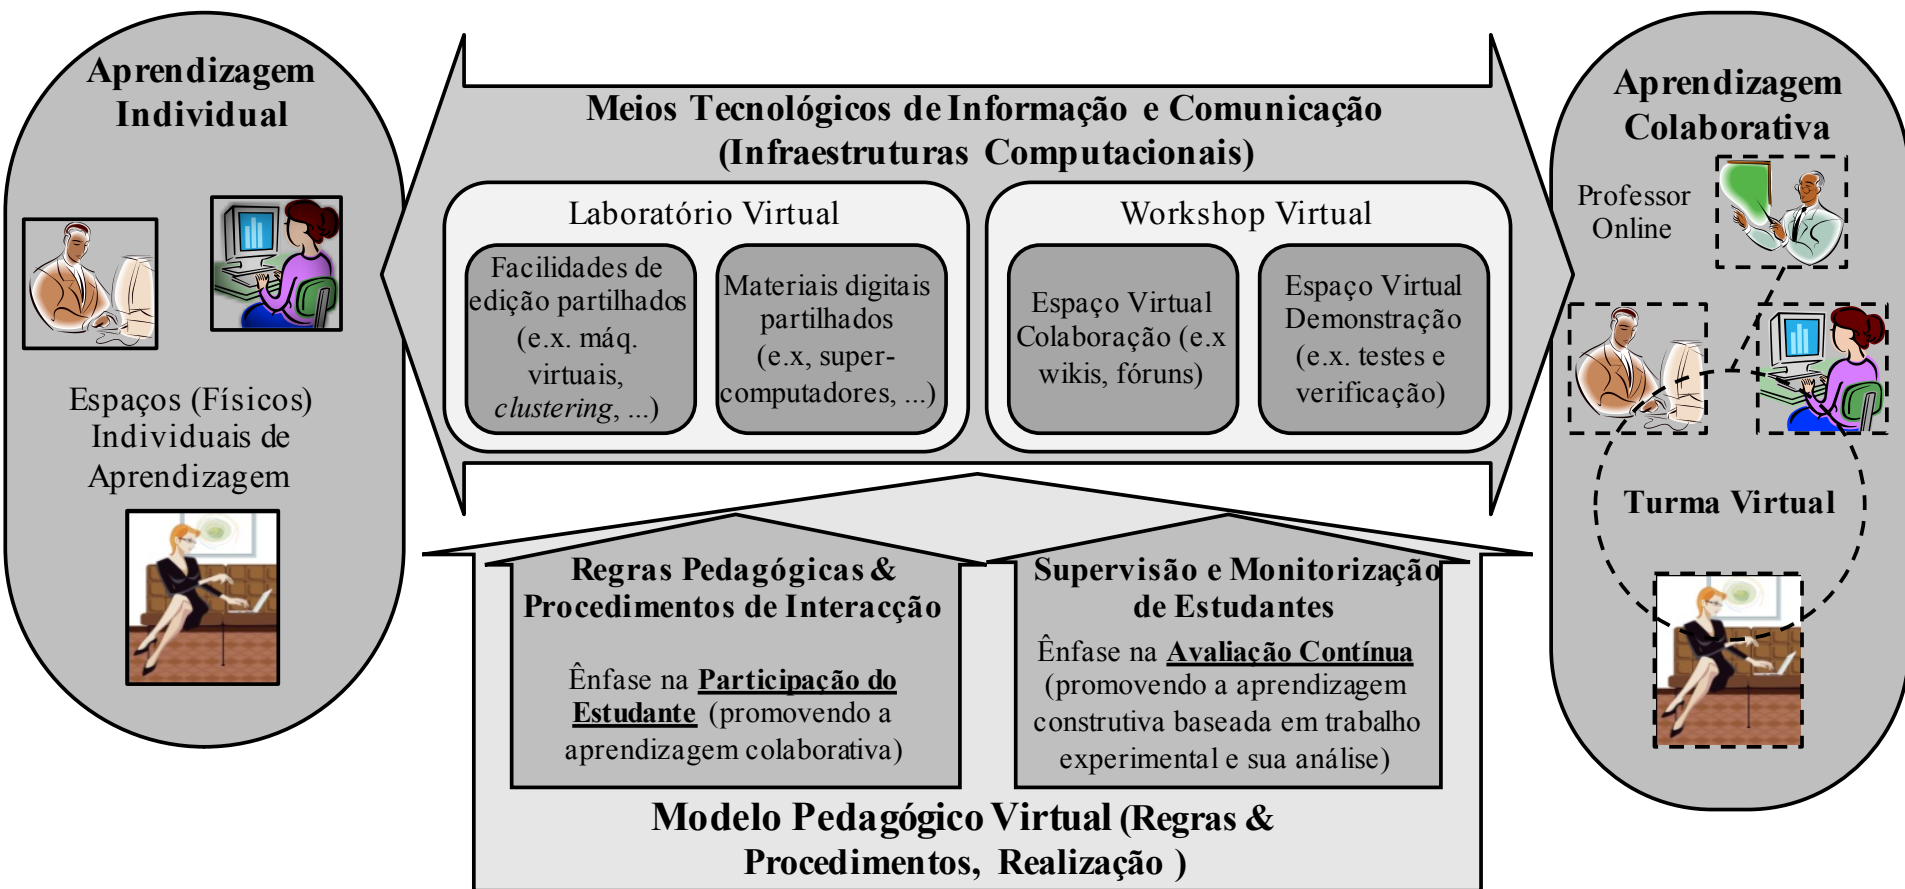 Aprendizagem
Individual
Espaços (Físicos)
Individuais de
Aprendizagem
Meios Tecnológicos de Informação e Comunicação
(Infraestruturas Computacionais)
Laboratório Virtual
Facilidades de
edição partilhados
(e.x. máq.
virtuais,
clustering, ...)
Materiais digitais
partilhados
(e.x, super-
computadores, ...)
Workshop Virtual
Espaço Virtual
Colaboração (e.x
wikis, fóruns)
Espaço Virtual
Demonstração
(e.x. testes e
verificação)
Regras Pedagógicas &
Procedimentos de Interacção
Ênfase na Participação do
Estudante (promovendo a
aprendizagem colaborativa)
Supervisão e Monitorização
de Estudantes
Ênfase na Avaliação Contínua
(promovendo a aprendizagem
construtiva baseada em trabalho
experimental e sua análise)
Modelo Pedagógico Virtual (Regras &
Procedimentos, Realização )
Aprendizagem
Colaborativa
Professor
Online
Turma Virtual